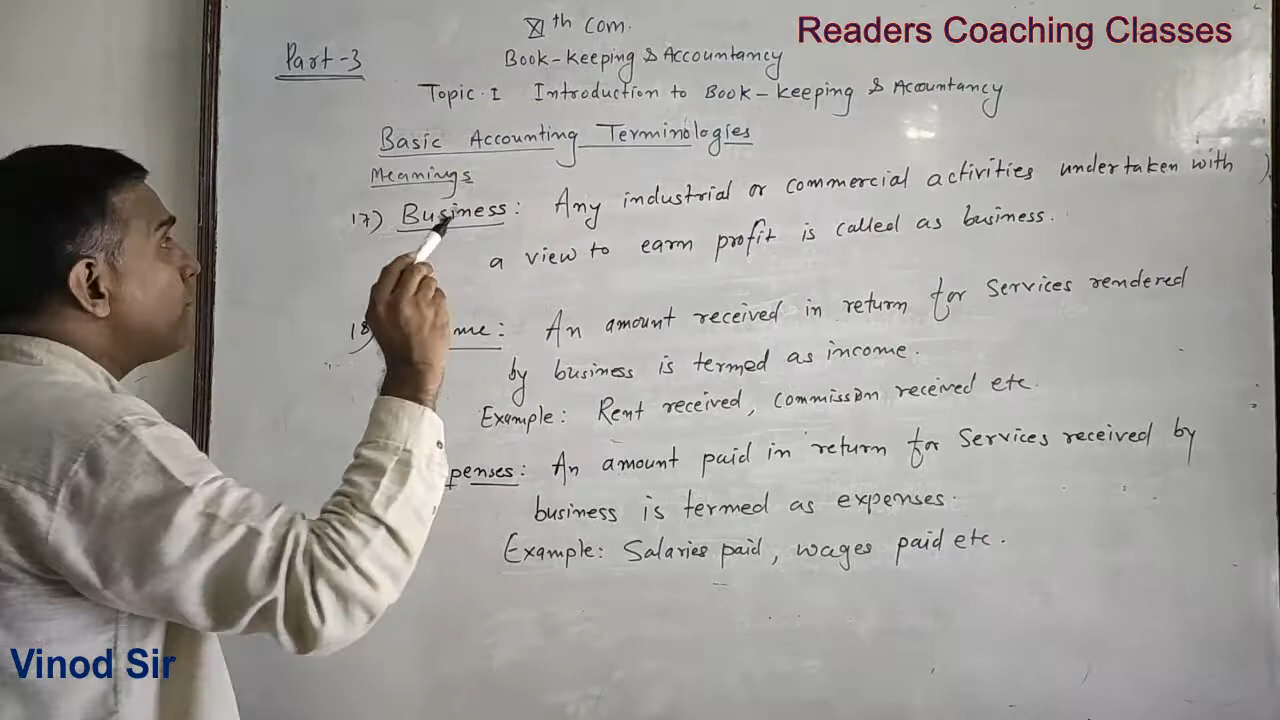 XIth Com.
Readers Coaching Classes
Part-3
Book-keeping & Accountancy
Topic.1 Introduction to Book-keeping & Accountancy
Basic Accounting Terminologies
Meanings
17) Business: Any industrial or commercial activities undertaken with
a view to earn profit is called as business.
18) me: An amount received in return for services rendered
by business is termed as income.
Example: Rent received, commission received etc.
penses: An amount paid in return for services received by
business is termed as expenses.
Example: Salaries paid, wages paid etc.
Vinod Sir